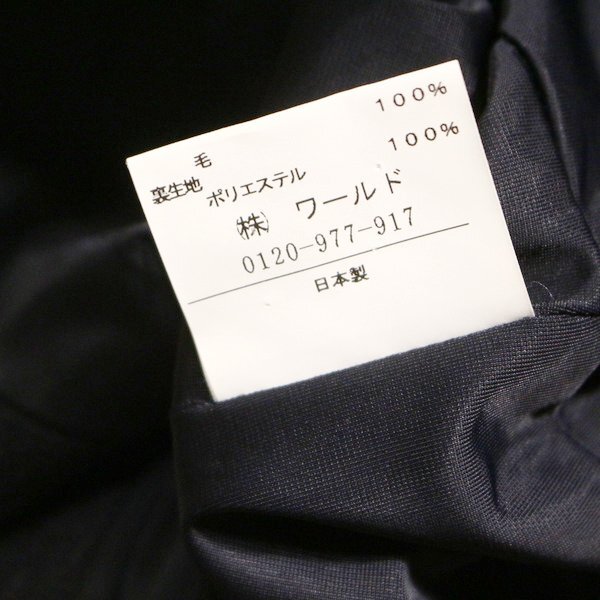 毛 100%
裏生地 ポリエステル 100%
㈱ ワールド
0120-977-917
日本製